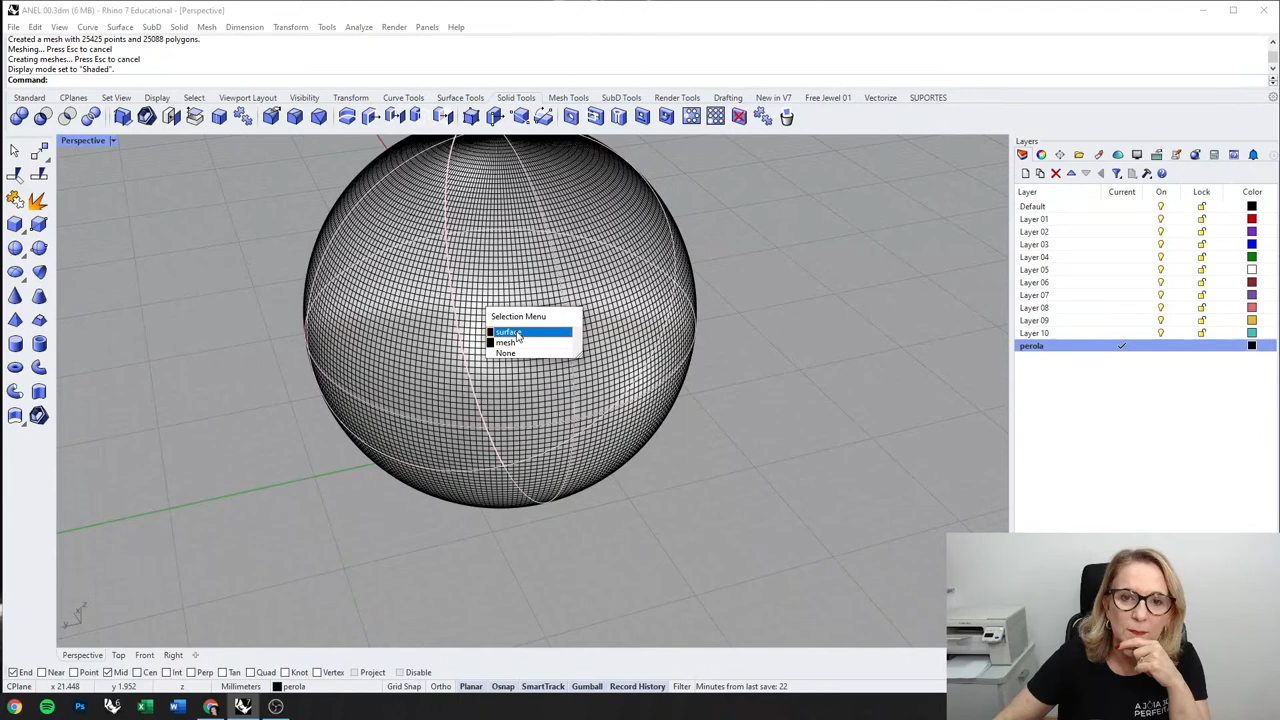 ANEL 00.3dm (6 MB) - Rhino 7 Educational - [Perspective]
File Edit View Curve Surface SubD Solid Mesh Dimension Transform Tools Analyze Render Panels Help
Created a mesh with 25425 points and 25088 polygons.
Meshing... Press Esc to cancel
Creating meshes... Press Esc to cancel
Display mode set to "Shaded".
Command:
Standard CPlanes Set View Display Select Viewport Layout Visibility Transform Curve Tools Surface Tools Solid Tools Mesh Tools SubD Tools Render Tools Drafting New in V7 Free Jewel 01 Vectorize SUPORTES
Perspective
Layers
Layer Current On Lock Color
Default
Layer 01
Layer 02
Layer 03
Layer 04
Layer 05
Layer 06
Layer 07
Layer 08
Layer 09
Layer 10
perola
Selection Menu
surface
mesh
None
z
x
y
A JÓIA JO
PERFEIT
Perspective Top Front Right
End Near Point Mid Cen Int Perp Tan Quad Knot Vertex Project Disable
CPlane x 21.448 y 1.952 z Millimeters perola Grid Snap Ortho Planar Osnap SmartTrack Gumball Record History Filter Minutes from last save: 22